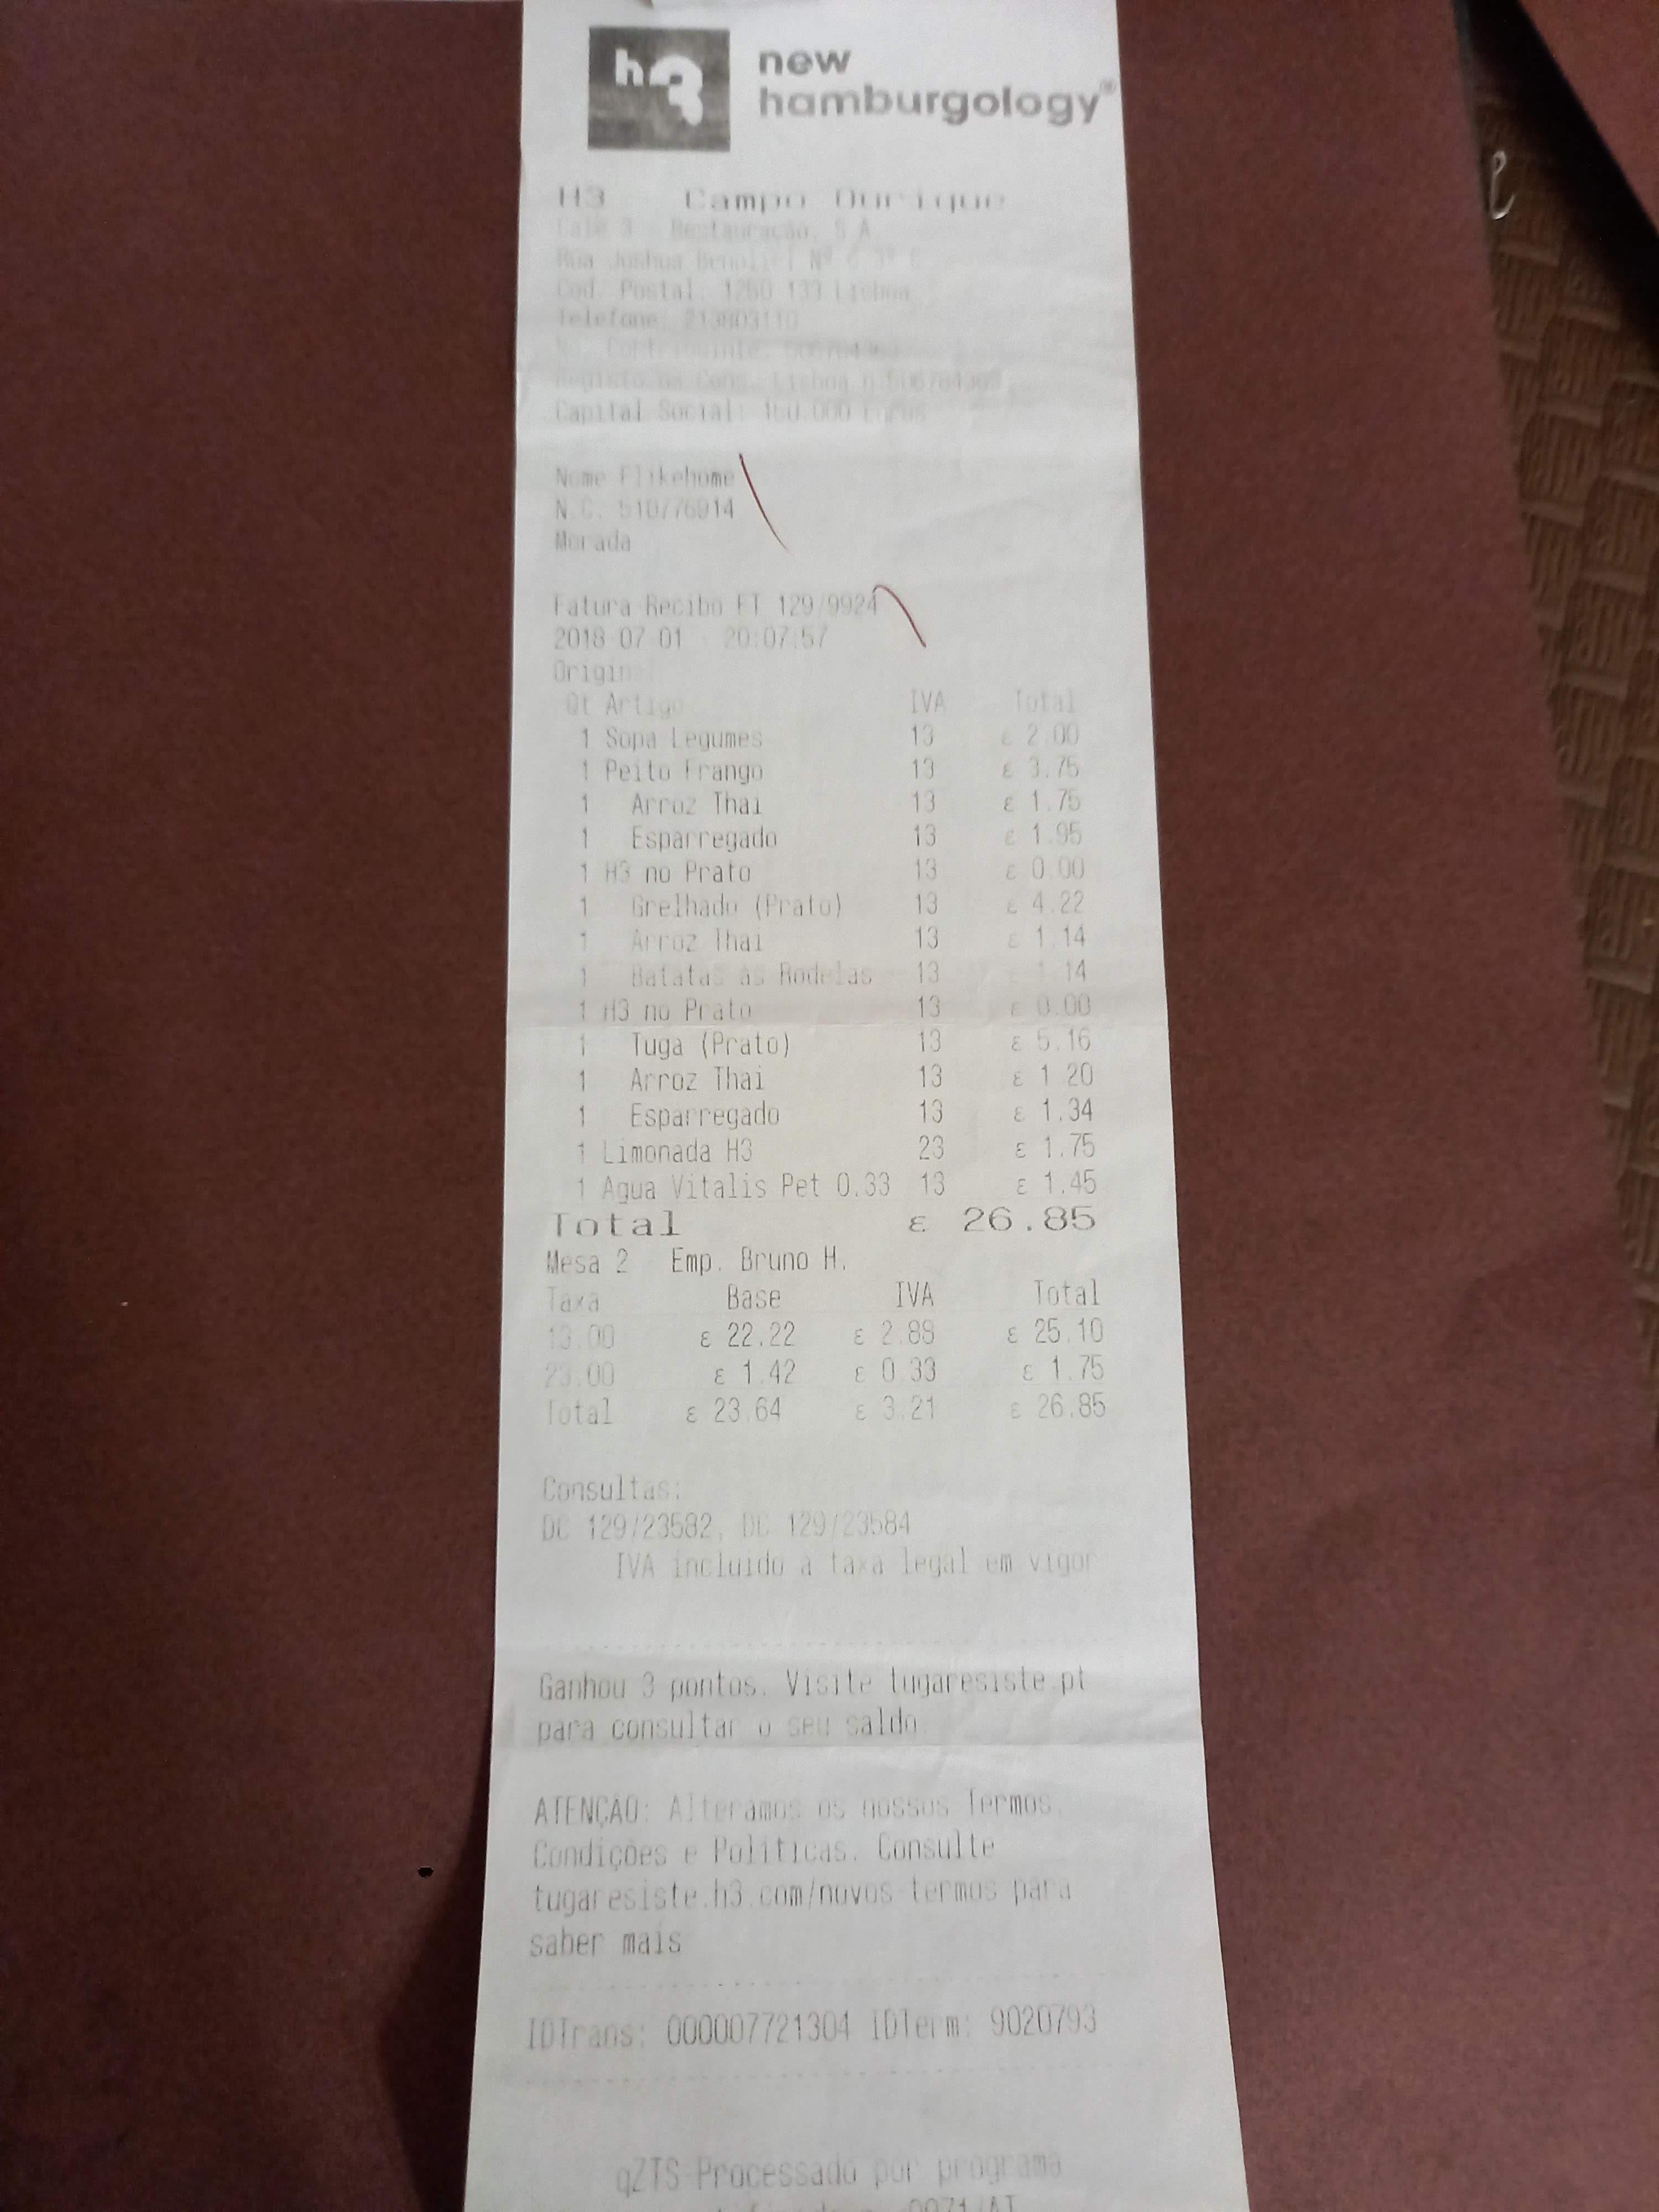 h3 new
hamburgology®
H3 Campo Ourique
Cafe 3 Restauração, S.A.
Rua Joshua Benoliel Nº 6 3º
Cod. Postal: 1250 133 Lisboa
Telefone: 213803110
No. Contribuinte:
Registo na Cons. Lisboa n.
Capital Social: 150.000 Euros
Nome Elikehome
N.C. 510776914
Morada
Fatura-Recibo FT 129/9924
2018-07-01 - 20:07:57
Original
Qt Artigo IVA Total
1 Sopa Legumes 13 € 2.00
1 Peito Frango 13 € 3.75
1 Arroz Thai 13 € 1.75
1 Esparregado 13 € 1.95
1 H3 no Prato 13 € 0.00
1 Grelhado (Prato) 13 € 4.22
1 Arroz Thai 13 € 1.14
1 Batatas às Rodelas 13 € 1.14
1 H3 no Prato 13 € 0.00
1 Tuga (Prato) 13 € 5.16
1 Arroz Thai 13 € 1.20
1 Esparregado 13 € 1.34
1 Limonada H3 23 € 1.75
1 Agua Vitalis Pet 0.33 13 € 1.45
Total € 26.85
Mesa 2 Emp. Bruno H.
Taxa Base IVA Total
13.00 € 22.22 € 2.89 € 25.10
23.00 € 1.42 € 0.33 € 1.75
Total € 23.64 € 3.21 € 26.85
Consultas:
DC 129/23582, DC 129/23584
IVA incluido à taxa legal em vigor
Ganhou 3 pontos. Visite tugaresiste.pt
para consultar o seu saldo.
ATENÇÃO: Alteramos os nossos Termos,
Condições e Politicas. Consulte
tugaresiste.h3.com/novos-termos para
saber mais
IDTrans: 000007721304 IDTerm: 9020793
qZTS-Processado por programa